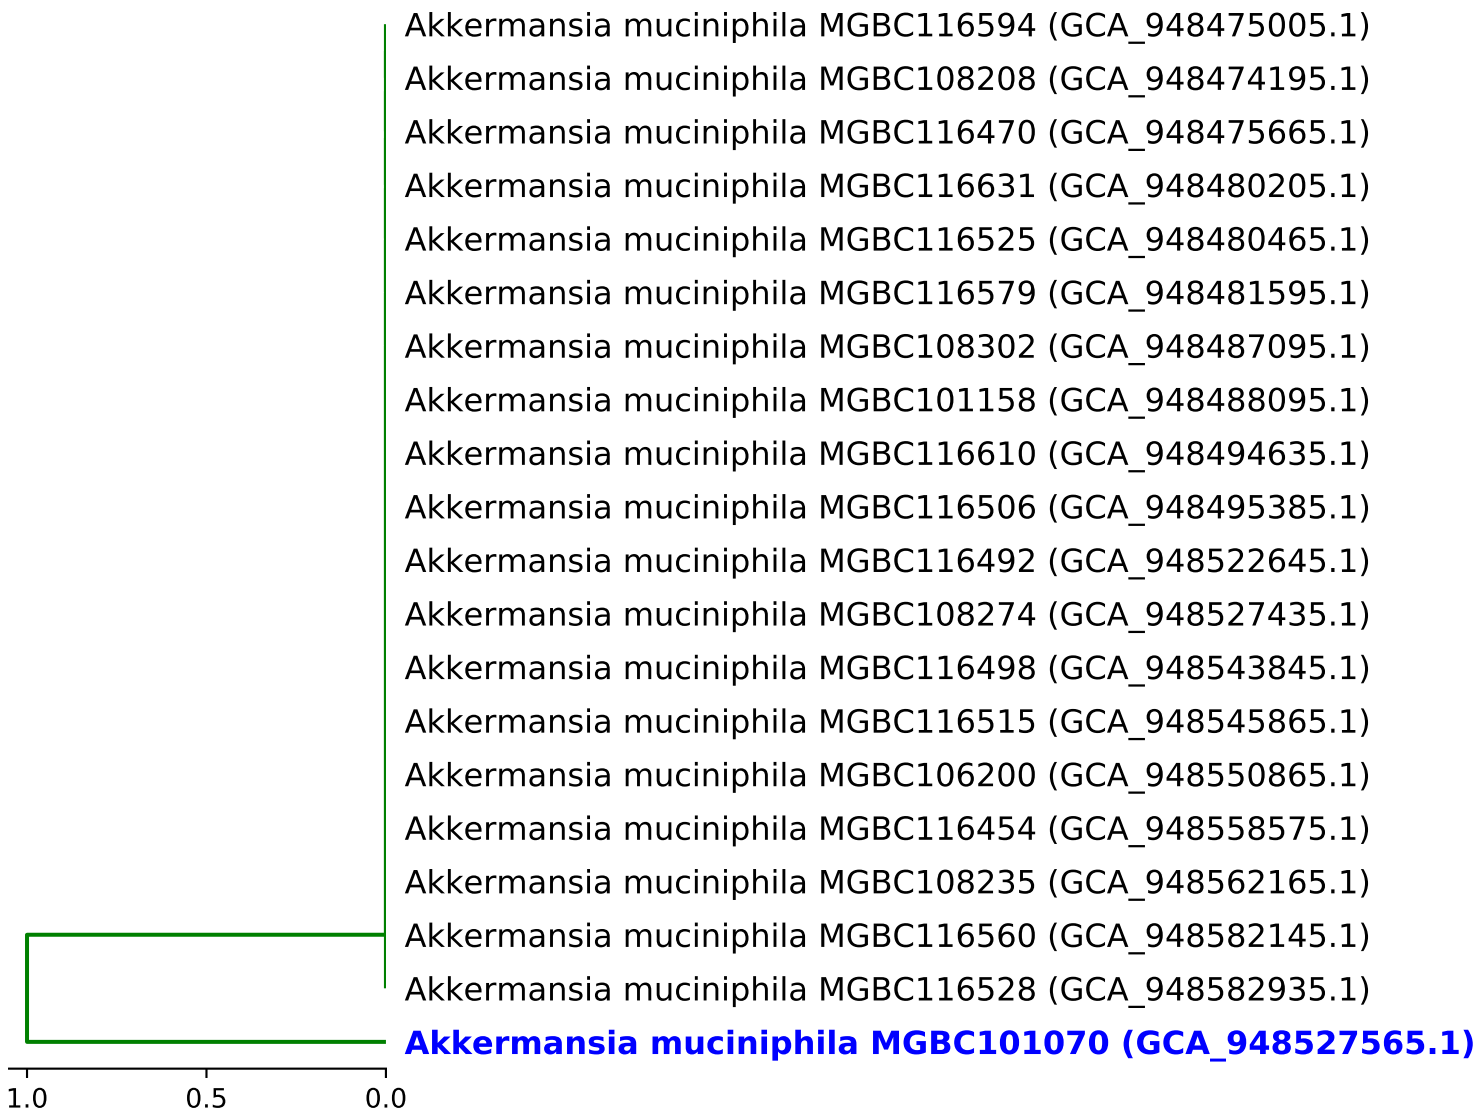 Akkermansia muciniphila MGBC116594 (GCA_948475005.1)
Akkermansia muciniphila MGBC108208 (GCA_948474195.1)
Akkermansia muciniphila MGBC116470 (GCA_948475665.1)
Akkermansia muciniphila MGBC116631 (GCA_948480205.1)
Akkermansia muciniphila MGBC116525 (GCA_948480465.1)
Akkermansia muciniphila MGBC116579 (GCA_948481595.1)
Akkermansia muciniphila MGBC108302 (GCA_948487095.1)
Akkermansia muciniphila MGBC101158 (GCA_948488095.1)
Akkermansia muciniphila MGBC116610 (GCA_948494635.1)
Akkermansia muciniphila MGBC116506 (GCA_948495385.1)
Akkermansia muciniphila MGBC116492 (GCA_948522645.1)
Akkermansia muciniphila MGBC108274 (GCA_948527435.1)
Akkermansia muciniphila MGBC116498 (GCA_948543845.1)
Akkermansia muciniphila MGBC116515 (GCA_948545865.1)
Akkermansia muciniphila MGBC106200 (GCA_948550865.1)
Akkermansia muciniphila MGBC116454 (GCA_948558575.1)
Akkermansia muciniphila MGBC108235 (GCA_948562165.1)
Akkermansia muciniphila MGBC116560 (GCA_948582145.1)
Akkermansia muciniphila MGBC116528 (GCA_948582935.1)
Akkermansia muciniphila MGBC101070 (GCA_948527565.1)
1.0 0.5 0.0